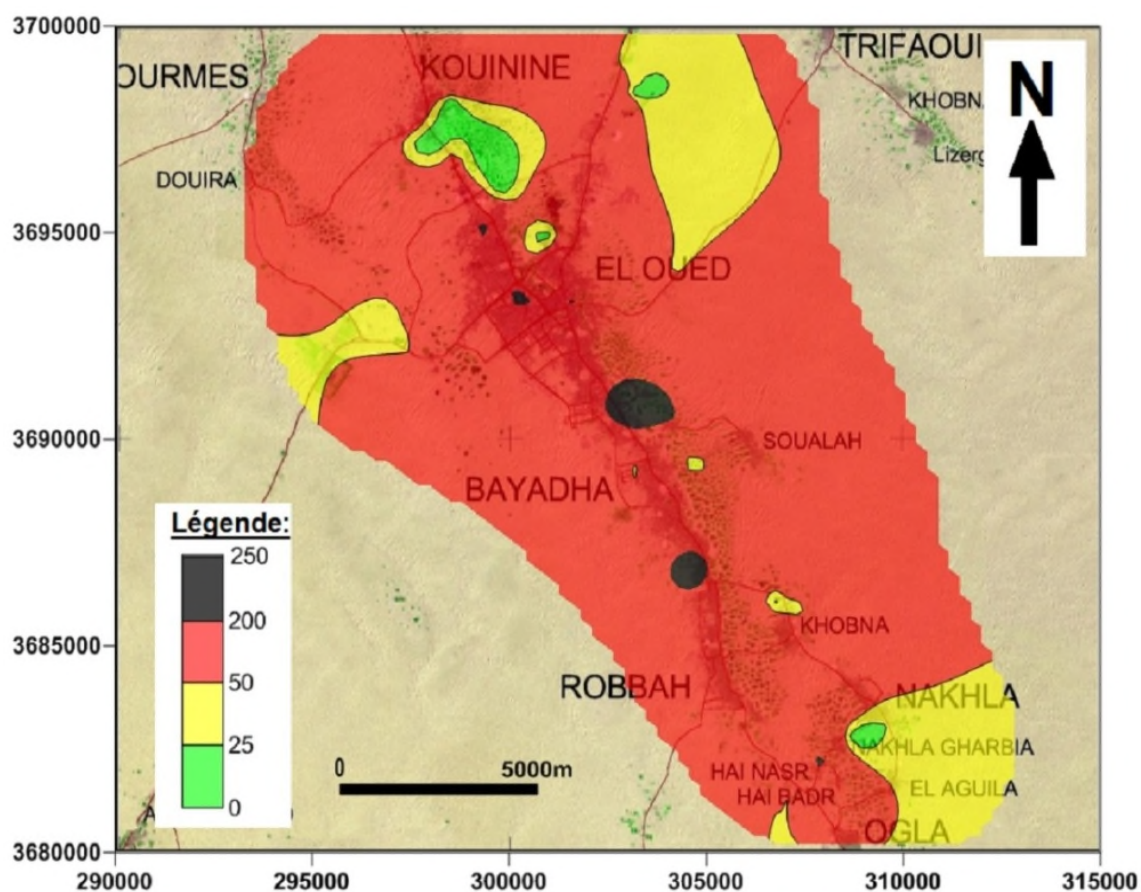 3700000
3695000
3690000
3685000
3680000
290000
295000
300000
305000
310000
315000
OURMES
KOUININE
TRIFAOUI
KHOBN
Lizerg
DOUIRA
N
EL OUED
SOUALAH
BAYADHA
KHOBNA
ROBBAH
NAKHLA
NAKHLA GHARBIA
HAI NASR
EL AGUILA
HAI BADR
OGLA
Légende:
250
200
50
25
0
0 5000m
A